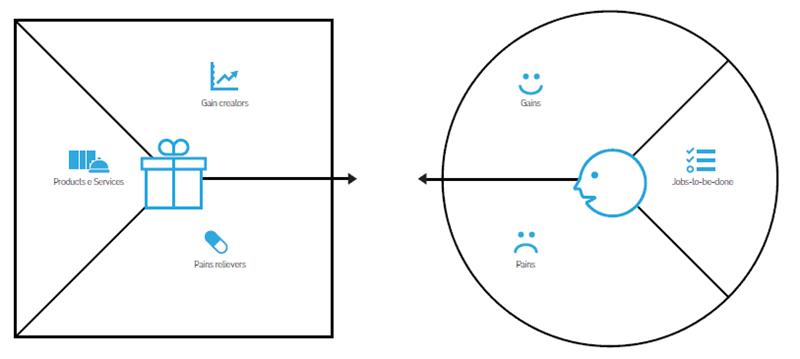 Gain creators
Products e Services
Pains relievers
Gains
Jobs-to-be-done
Pains